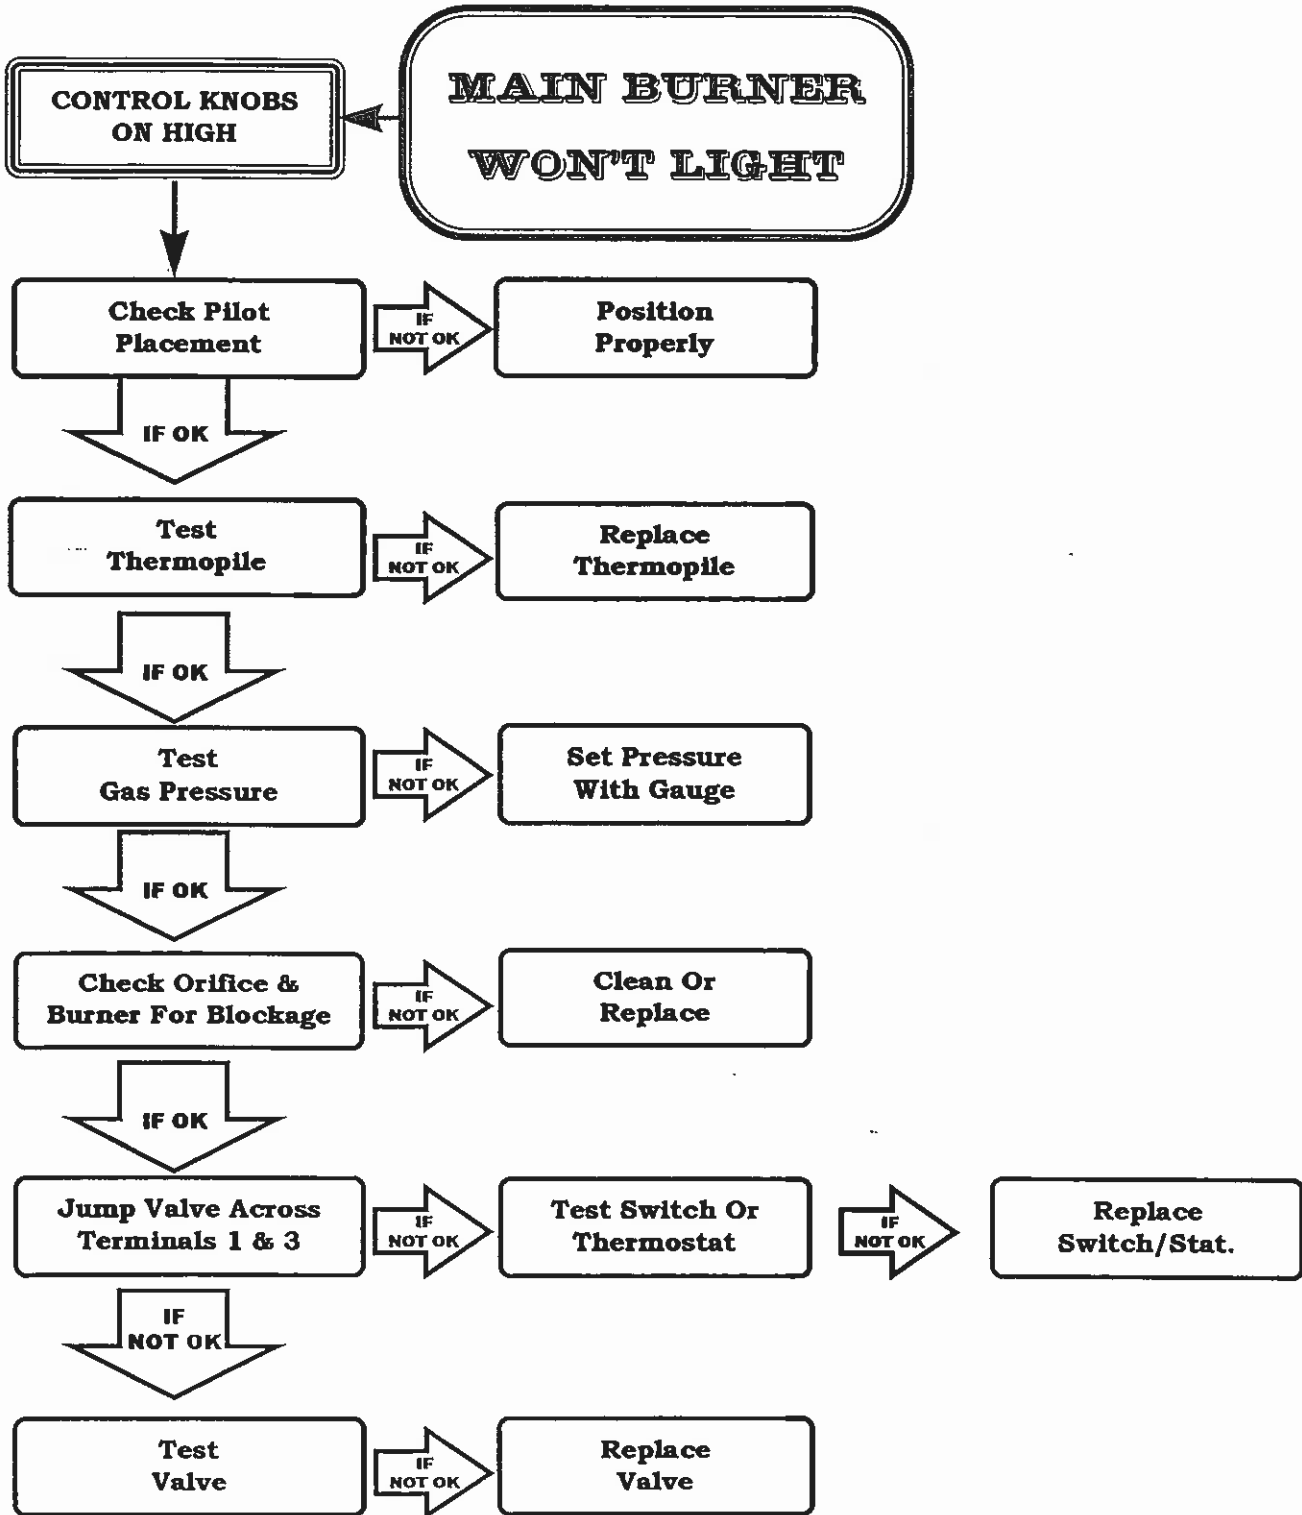 MAIN BURNER
WON'T LIGHT
CONTROL KNOBS
ON HIGH
Check Pilot
Placement
IF
NOT OK
Position
Properly
IF OK
Test
Thermopile
IF
NOT OK
Replace
Thermopile
IF OK
Test
Gas Pressure
IF
NOT OK
Set Pressure
With Gauge
IF OK
Check Orifice &
Burner For Blockage
IF
NOT OK
Clean Or
Replace
IF OK
Jump Valve Across
Terminals 1 & 3
IF
NOT OK
Test Switch Or
Thermostat
IF
NOT OK
Replace
Switch/Stat.
IF
NOT OK
Test
Valve
IF
NOT OK
Replace
Valve